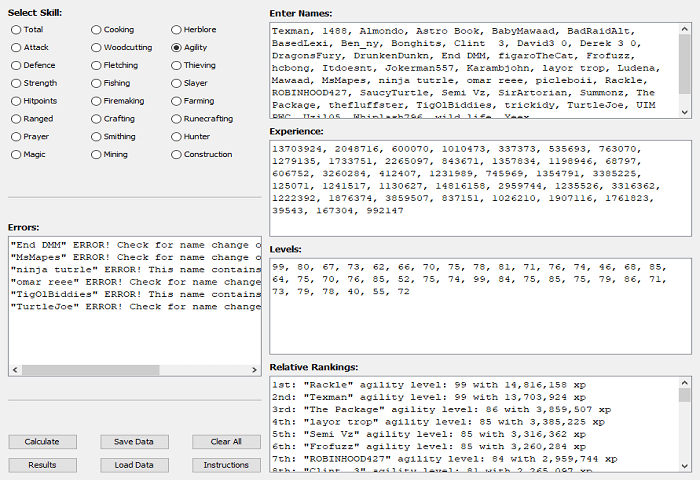 Select Skill:
Total
Cooking
Herblore
Attack
Woodcutting
Agility
Defence
Fletching
Thieving
Strength
Fishing
Slayer
Hitpoints
Firemaking
Farming
Ranged
Crafting
Runecrafting
Prayer
Smithing
Hunter
Magic
Mining
Construction
Errors:
"End DMM" ERROR! Check for name change o
"MsMapes" ERROR! Check for name change o
"ninja tutrle" ERROR! This name contains
"omar reee" ERROR! Check for name change
"TigOlBiddies" ERROR! This name contains
"TurtleJoe" ERROR! Check for name change
Calculate
Save Data
Clear All
Results
Load Data
Instructions
Enter Names:
Texman, 1488, Almondo, Astro Book, BabyMawaad, BadRaidAlt,
BasedLexi, Ben_ny, Bonghits, Clint  3, David3 0, Derek 3 0,
DragonsFury, DrunkenDunkn, End DMM, figaroTheCat, Frofuzz,
hcbong, Itdoesnt, Jokerman557, Karambjohn, layor trop, Ludena,
Mawaad, MsMapes, ninja tutrle, omar reee, picleboii, Rackle,
ROBINHOOD427, SaucyTurtle, Semi Vz, SirArtorian, Summonz, The
Package, thefluffster, TigOlBiddies, trickidy, TurtleJoe, UIM
Experience:
13703924, 2048716, 600070, 1010473, 337373, 535693, 763070,
1279135, 1733751, 2265097, 843671, 1357834, 1198946, 68797,
606752, 3260284, 412407, 1231989, 745969, 1354791, 3385225,
125071, 1241517, 1130627, 14816158, 2959744, 1235526, 3316362,
1222392, 1876374, 3859507, 837151, 1026210, 1907116, 1761823,
39543, 167304, 992147
Levels:
99, 80, 67, 73, 62, 66, 70, 75, 78, 81, 71, 76, 74, 46, 68, 85,
64, 75, 70, 76, 85, 52, 75, 74, 99, 84, 75, 85, 75, 79, 86, 71,
73, 79, 78, 40, 55, 72
Relative Rankings:
1st: "Rackle" agility level: 99 with 14,816,158 xp
2nd: "Texman" agility level: 99 with 13,703,924 xp
3rd: "The Package" agility level: 86 with 3,859,507 xp
4th: "layor trop" agility level: 85 with 3,385,225 xp
5th: "Semi Vz" agility level: 85 with 3,316,362 xp
6th: "Frofuzz" agility level: 85 with 3,260,284 xp
7th: "ROBINHOOD427" agility level: 84 with 2,959,744 xp
8th: "Clint  3" agility level: 81 with 2,265,097 xp